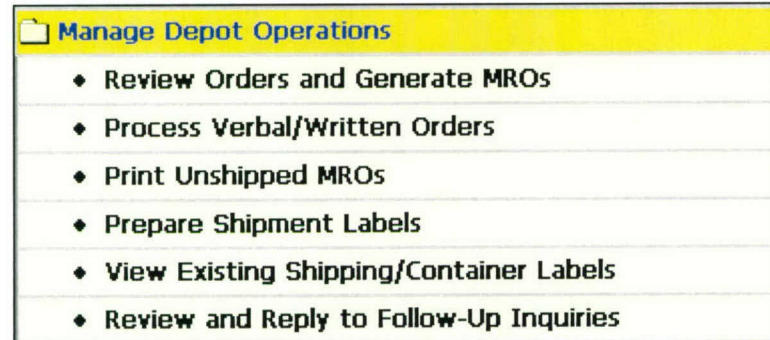 Manage Depot Operations
Review Orders and Generate MROs
Process Verbal/Written Orders
Print Unshipped MROs
Prepare Shipment Labels
View Existing Shipping/Container Labels
Review and Reply to Follow-Up Inquiries